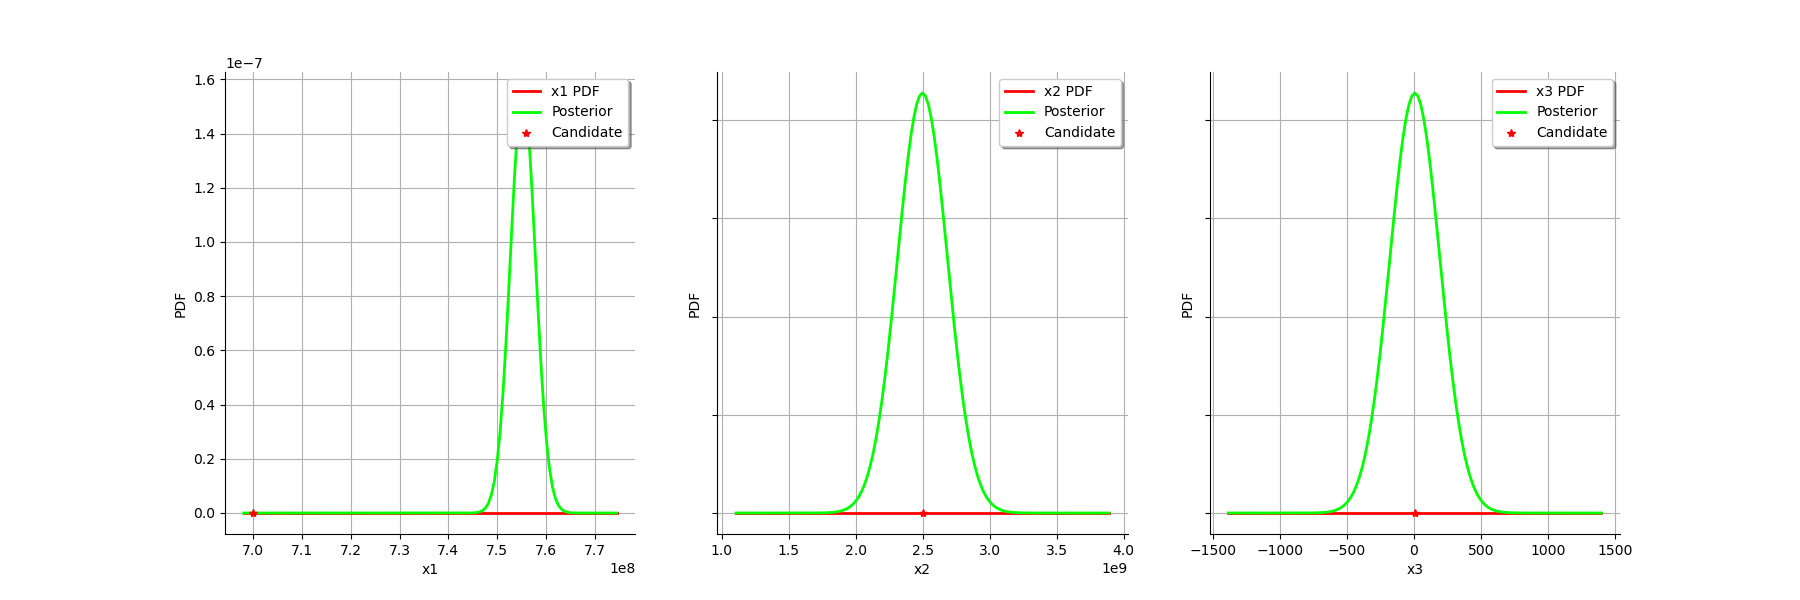 1e−7
1.6
1.4
1.2
1.0
0.8
0.6
0.4
0.2
0.0
PDF
7.0 7.1 7.2 7.3 7.4 7.5 7.6 7.7
x1
1e8
x1 PDF
Posterior
Candidate
PDF
1.0 1.5 2.0 2.5 3.0 3.5 4.0
x2
1e9
x2 PDF
Posterior
Candidate
PDF
−1500 −1000 −500 0 500 1000 1500
x3
x3 PDF
Posterior
Candidate